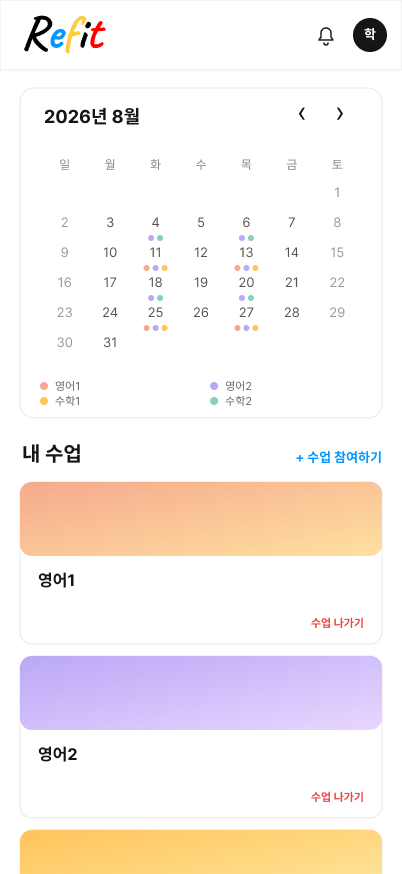 Refit
학
2026년 8월
일 월 화 수 목 금 토
1
2 3 4 5 6 7 8
9 10 11 12 13 14 15
16 17 18 19 20 21 22
23 24 25 26 27 28 29
30 31
영어1 영어2
수학1 수학2
내 수업
+ 수업 참여하기
영어1
수업 나가기
영어2
수업 나가기